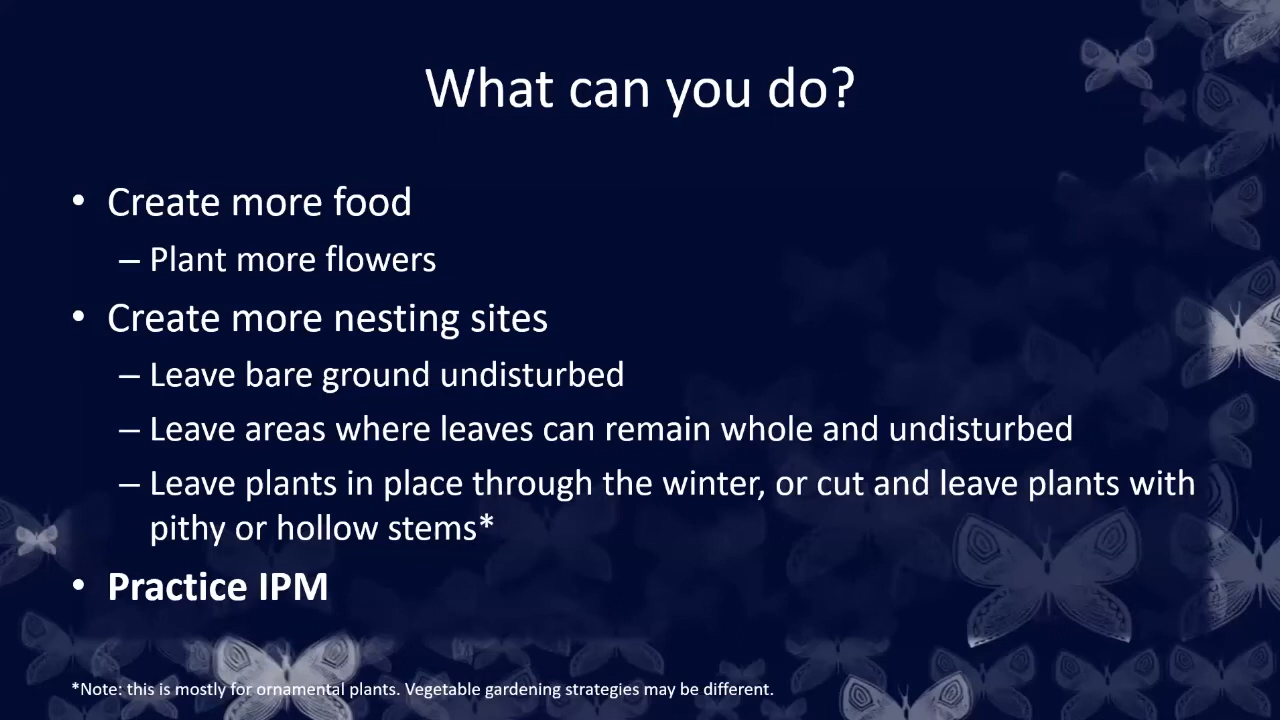 What can you do?
• Create more food
– Plant more flowers
• Create more nesting sites
– Leave bare ground undisturbed
– Leave areas where leaves can remain whole and undisturbed
– Leave plants in place through the winter, or cut and leave plants with
pithy or hollow stems*
• Practice IPM
*Note: this is mostly for ornamental plants. Vegetable gardening strategies may be different.